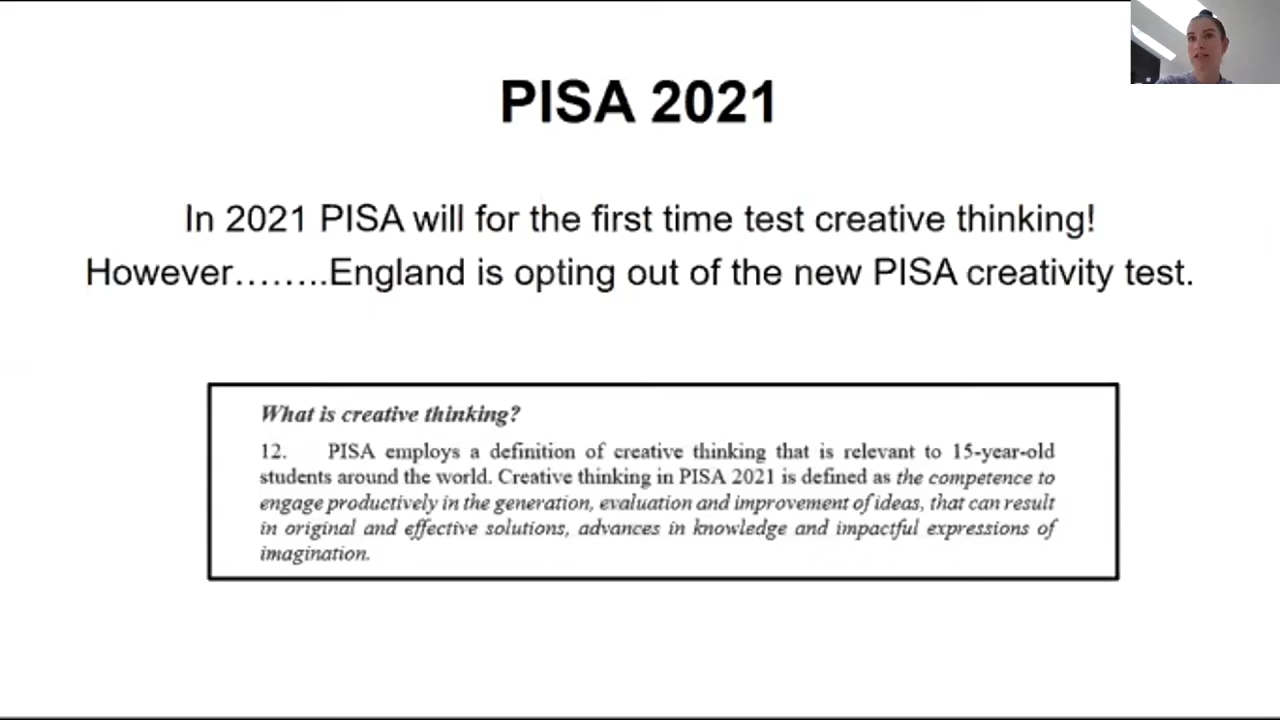 PISA 2021
In 2021 PISA will for the first time test creative thinking!
However........England is opting out of the new PISA creativity test.
What is creative thinking?
12. PISA employs a definition of creative thinking that is relevant to 15-year-old
students around the world. Creative thinking in PISA 2021 is defined as the competence to
engage productively in the generation, evaluation and improvement of ideas, that can result
in original and effective solutions, advances in knowledge and impactful expressions of
imagination.